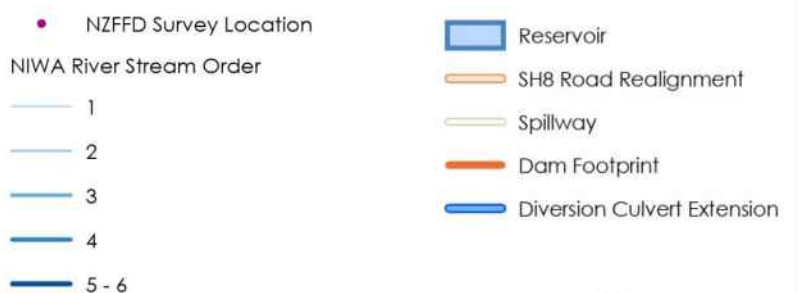 NZFFD Survey Location
NIWA River Stream Order
1
2
3
4
5 - 6
Reservoir
SH8 Road Realignment
Spillway
Dam Footprint
Diversion Culvert Extension